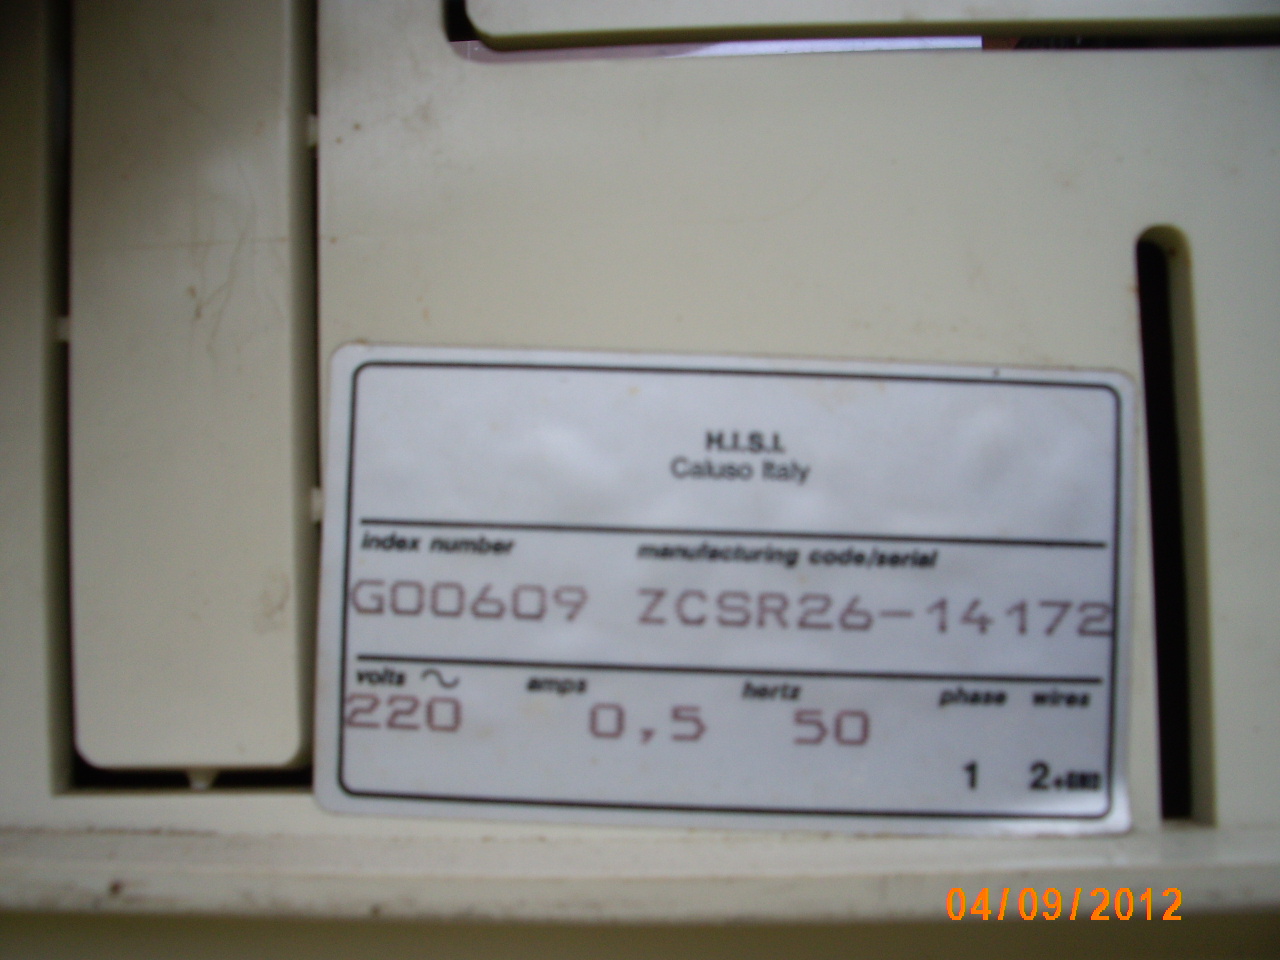 H.I.S.I.
Caluso Italy
index number manufacturing code/serial
G00609 ZCSR26-14172
volts ~ amps hertz phase wires
220 0,5 50
1 2+GND
04/09/2012